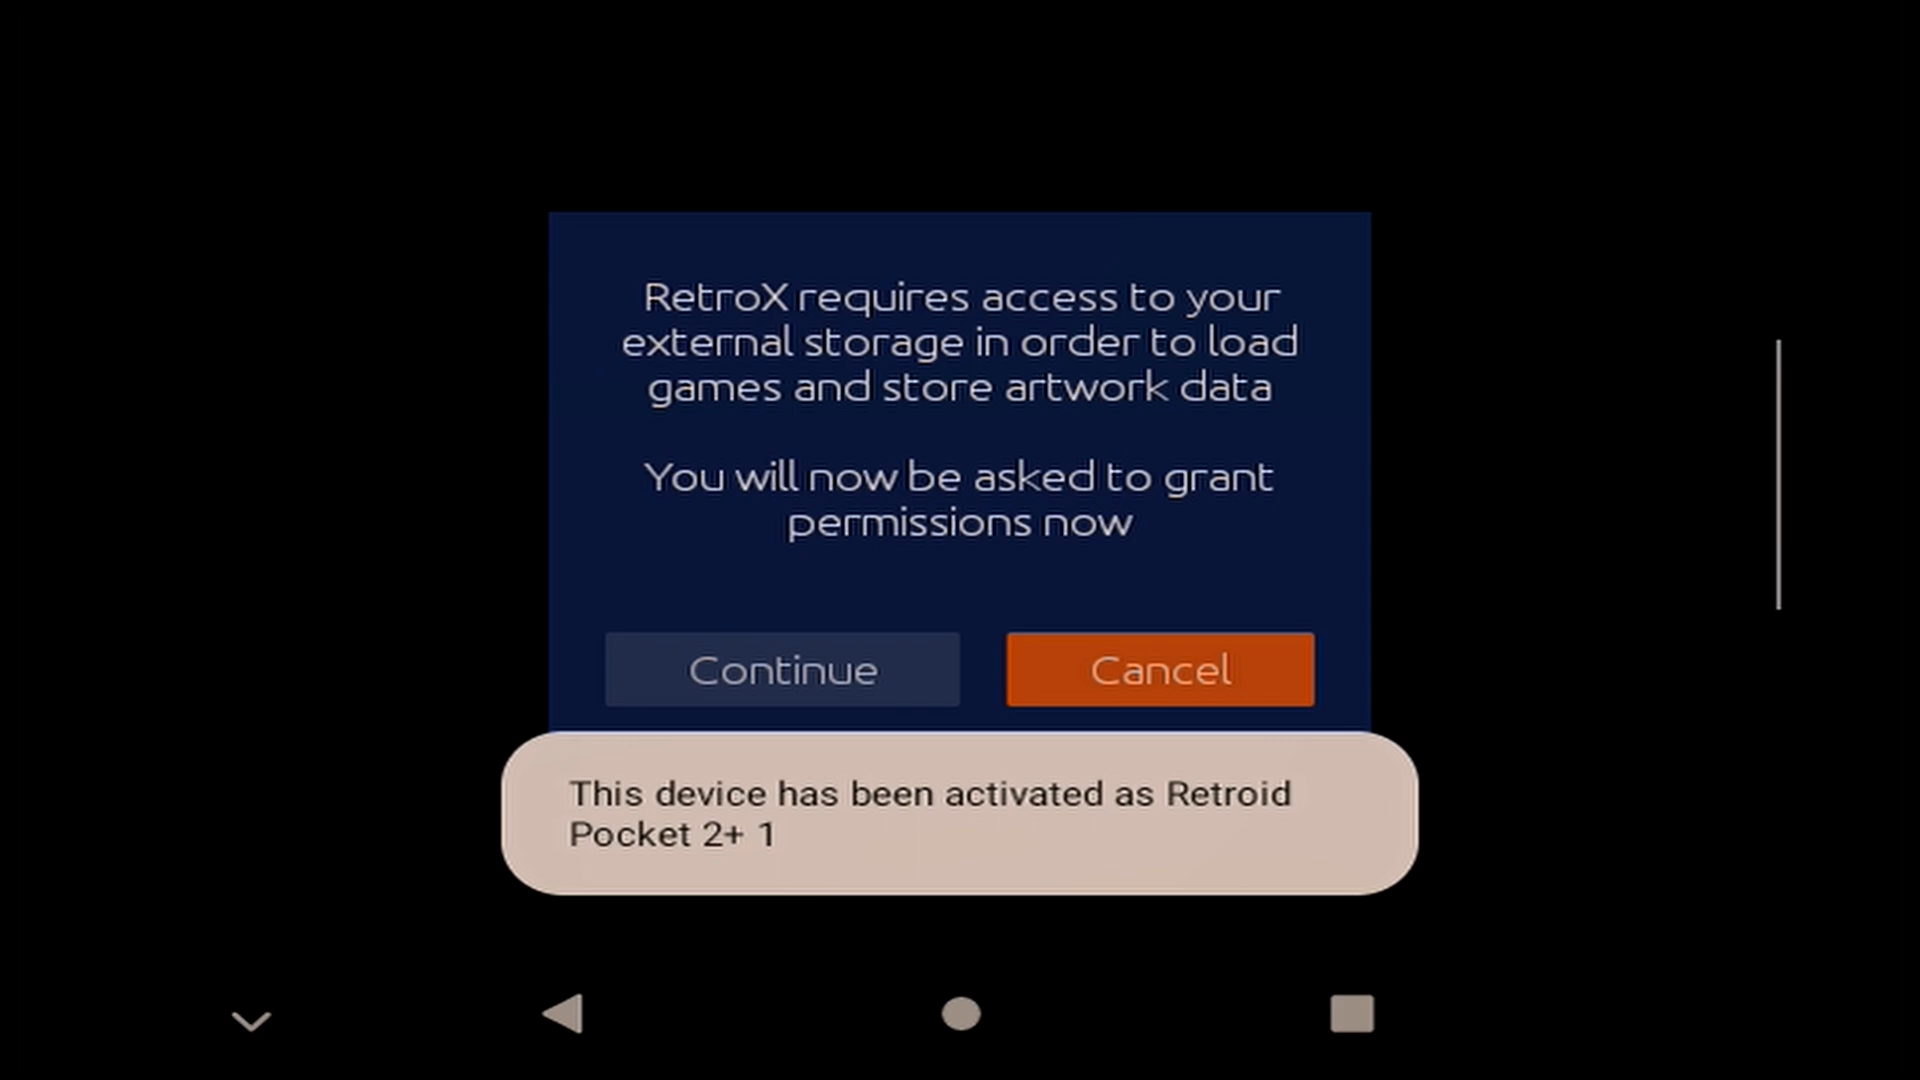 RetroX requires access to your
external storage in order to load
games and store artwork data
You will now be asked to grant
permissions now
Continue
Cancel
This device has been activated as Retroid
Pocket 2+ 1